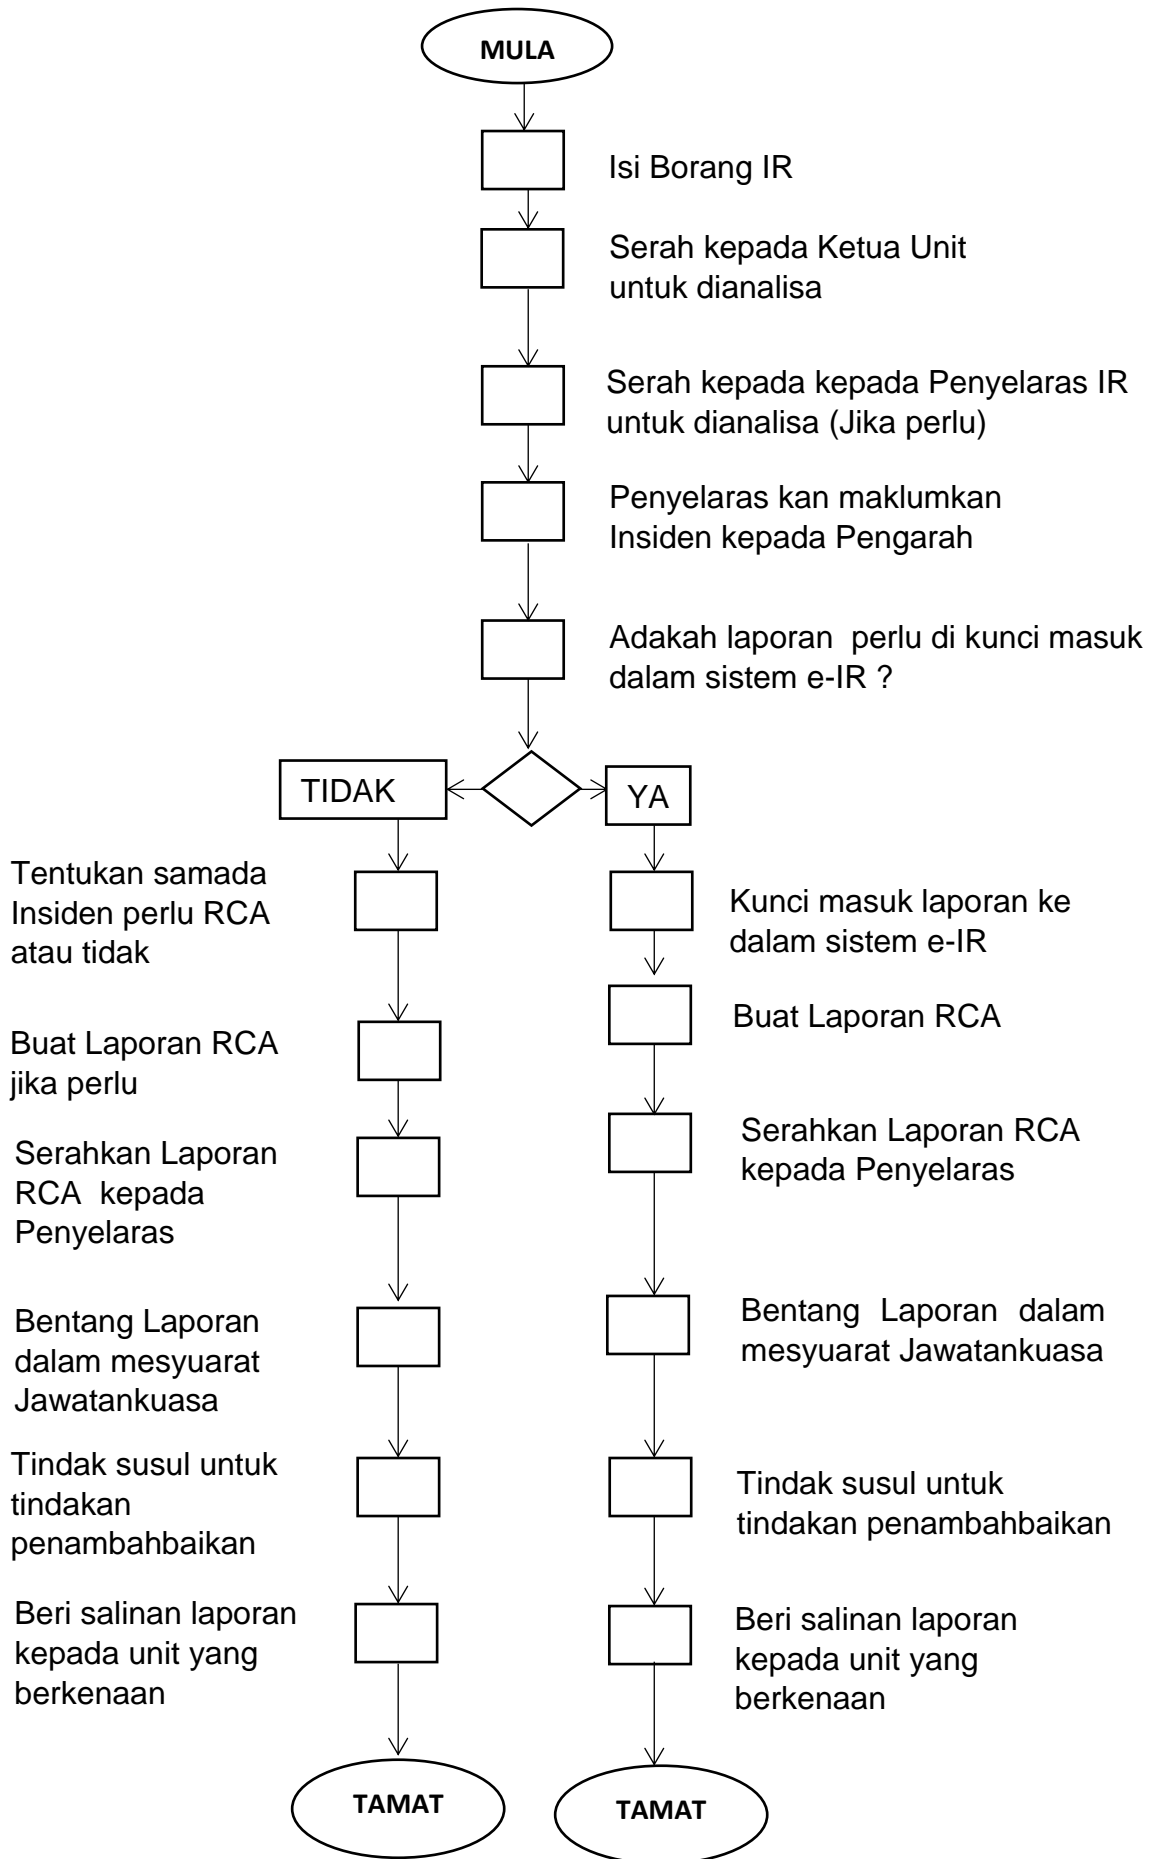 MULA
Isi Borang IR
Serah kepada Ketua Unit
untuk dianalisa
Serah kepada kepada Penyelaras IR
untuk dianalisa (Jika perlu)
Penyelaras kan maklumkan
Insiden kepada Pengarah
Adakah laporan  perlu di kunci masuk
dalam sistem e-IR ?
TIDAK
YA
Tentukan samada
Insiden perlu RCA
atau tidak
Buat Laporan RCA
jika perlu
Serahkan Laporan
RCA  kepada
Penyelaras
Bentang Laporan
dalam mesyuarat
Jawatankuasa
Tindak susul untuk
tindakan
penambahbaikan
Beri salinan laporan
kepada unit yang
berkenaan
TAMAT
Kunci masuk laporan ke
dalam sistem e-IR
Buat Laporan RCA
Serahkan Laporan RCA
kepada Penyelaras
Bentang Laporan dalam
mesyuarat Jawatankuasa
Tindak susul untuk
tindakan penambahbaikan
Beri salinan laporan
kepada unit yang
berkenaan
TAMAT